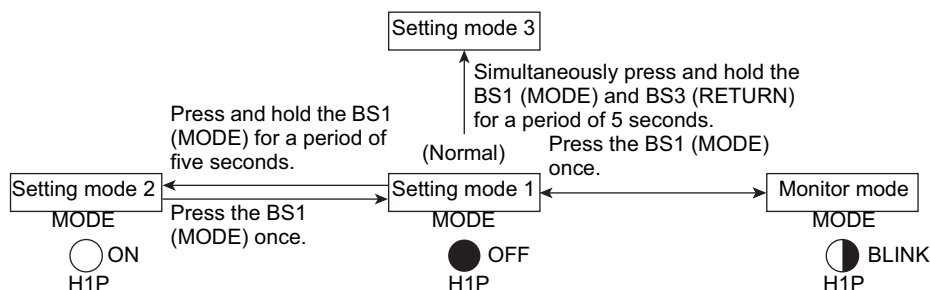 Setting mode 3
Simultaneously press and hold the
BS1 (MODE) and BS3 (RETURN)
for a period of 5 seconds.
Press and hold the BS1
(MODE) for a period of
five seconds.
(Normal)
Press the BS1 (MODE)
once.
Setting mode 2
Setting mode 1
Monitor mode
Press the BS1
(MODE) once.
MODE
ON
H1P
MODE
OFF
H1P
MODE
BLINK
H1P